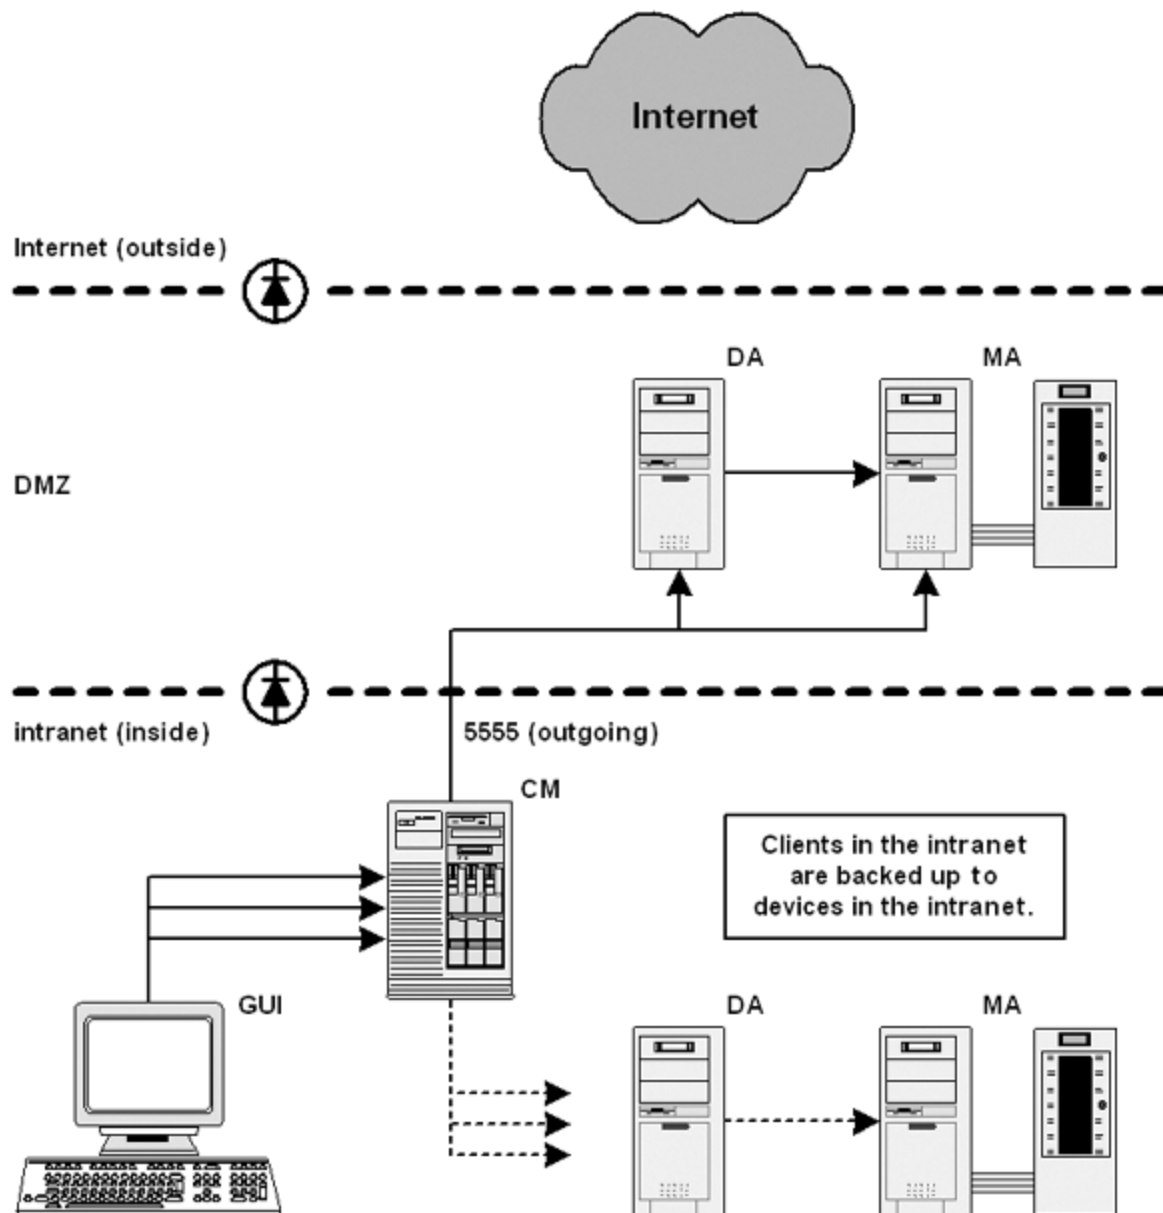 Internet
Internet (outside)
DA
MA
DMZ
intranet (inside)
5555 (outgoing)
CM
Clients in the intranet
are backed up to
devices in the intranet.
GUI
DA
MA